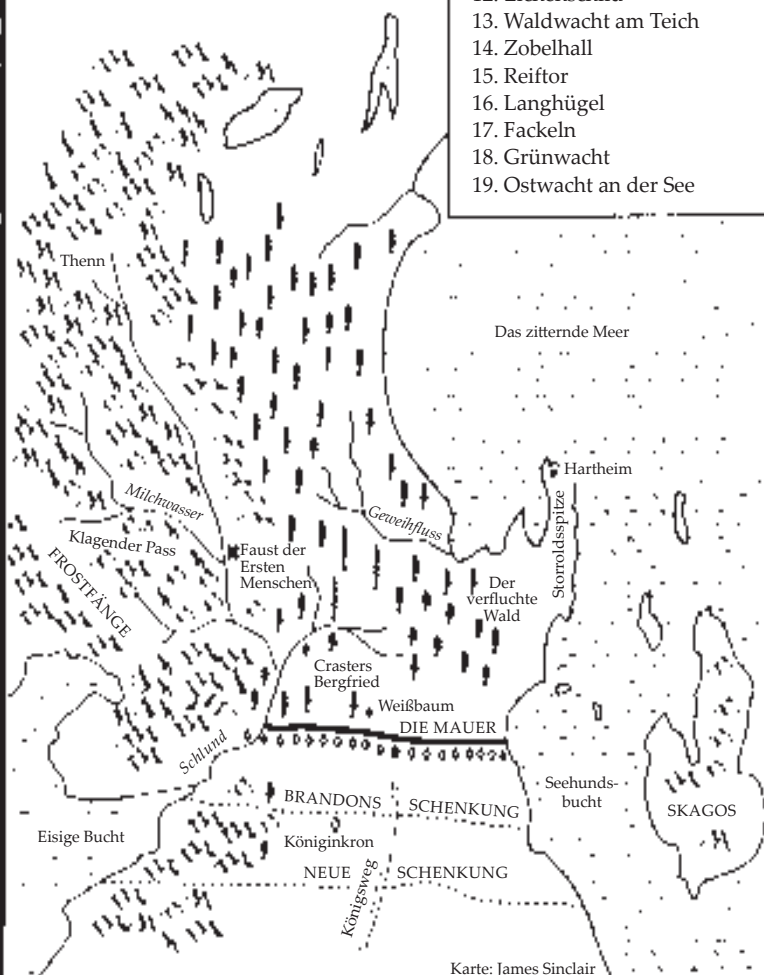 13. Waldwacht am Teich
14. Zobelhall
15. Reiftor
16. Langhügel
17. Fackeln
18. Grünwacht
19. Ostwacht an der See
Thenn
Das zitternde Meer
Hartheim
Milchwasser
Geweihfluss
Storroldsspitze
Klagender Pass
Faust der
Ersten
Menschen
FROSTFÄNGE
Der
verfluchte
Wald
Crasters
Bergfried
Weißbaum
DIE MAUER
Schlund
Seehunds-
bucht
SKAGOS
BRANDONS SCHENKUNG
Eisige Bucht
Königinkron
NEUE SCHENKUNG
Königsweg
Karte: James Sinclair